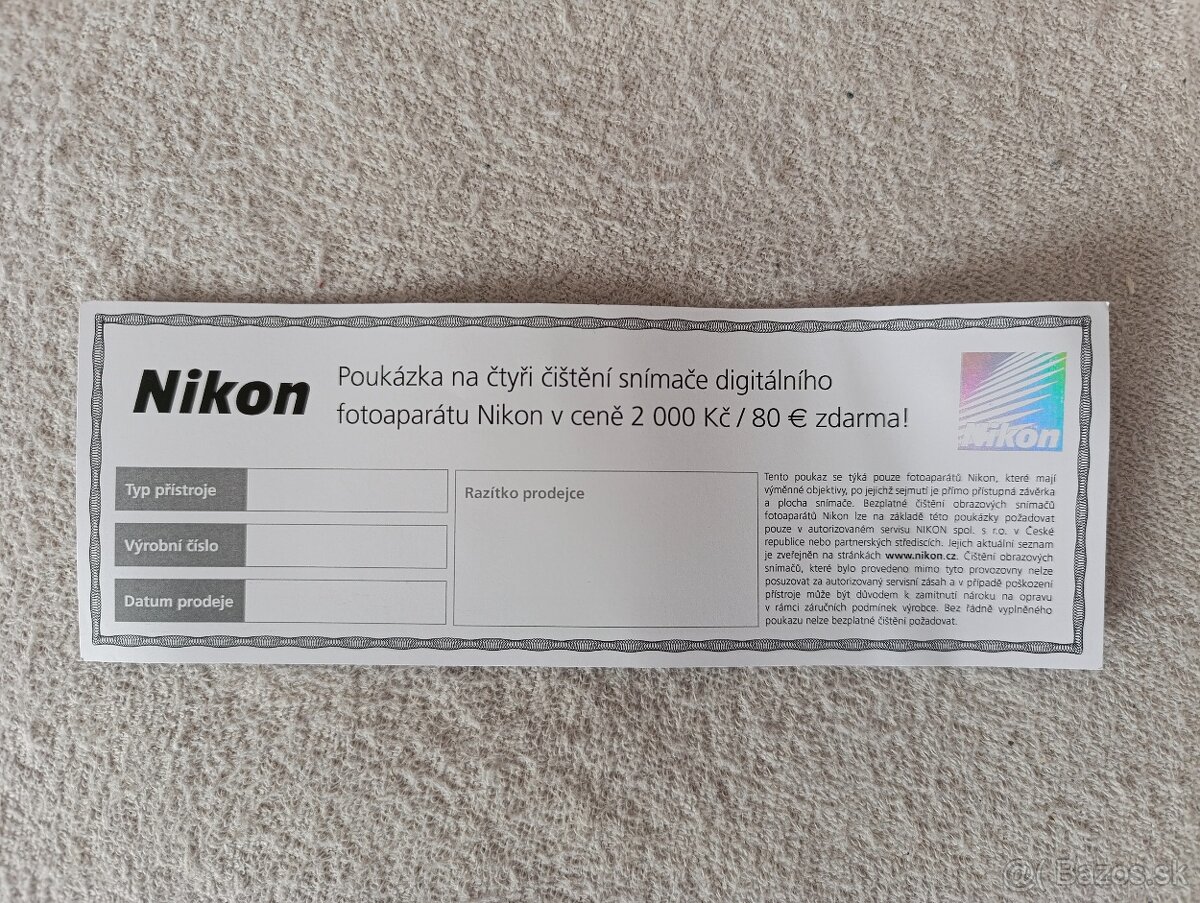 Nikon
Poukázka na čtyři čištění snímače digitálního
fotoaparátu Nikon v ceně 2 000 Kč / 80 € zdarma!
Nikon
Typ přístroje
Výrobní číslo
Datum prodeje
Razítko prodejce
Tento poukaz se týká pouze fotoaparátů Nikon, které mají
výměnné objektivy, po jejichž sejmutí je přímo přístupná závěrka
a plocha snímače. Bezplatné čištění obrazových snímačů
fotoaparátů Nikon lze na základě této poukázky požadovat
pouze v autorizovaném servisu NIKON spol. s r.o. v České
republice nebo partnerských střediscích. Jejich aktuální seznam
je zveřejněn na stránkách www.nikon.cz. Čištění obrazových
snímačů, které bylo provedeno mimo tyto provozovny nelze
posuzovat za autorizovaný servisní zásah a v případě poškození
přístroje může být důvodem k zamítnutí nároku na opravu
v rámci záručních podmínek výrobce. Bez řádně vyplněného
poukazu nelze bezplatné čištění požadovat.
@( Bazos.sk